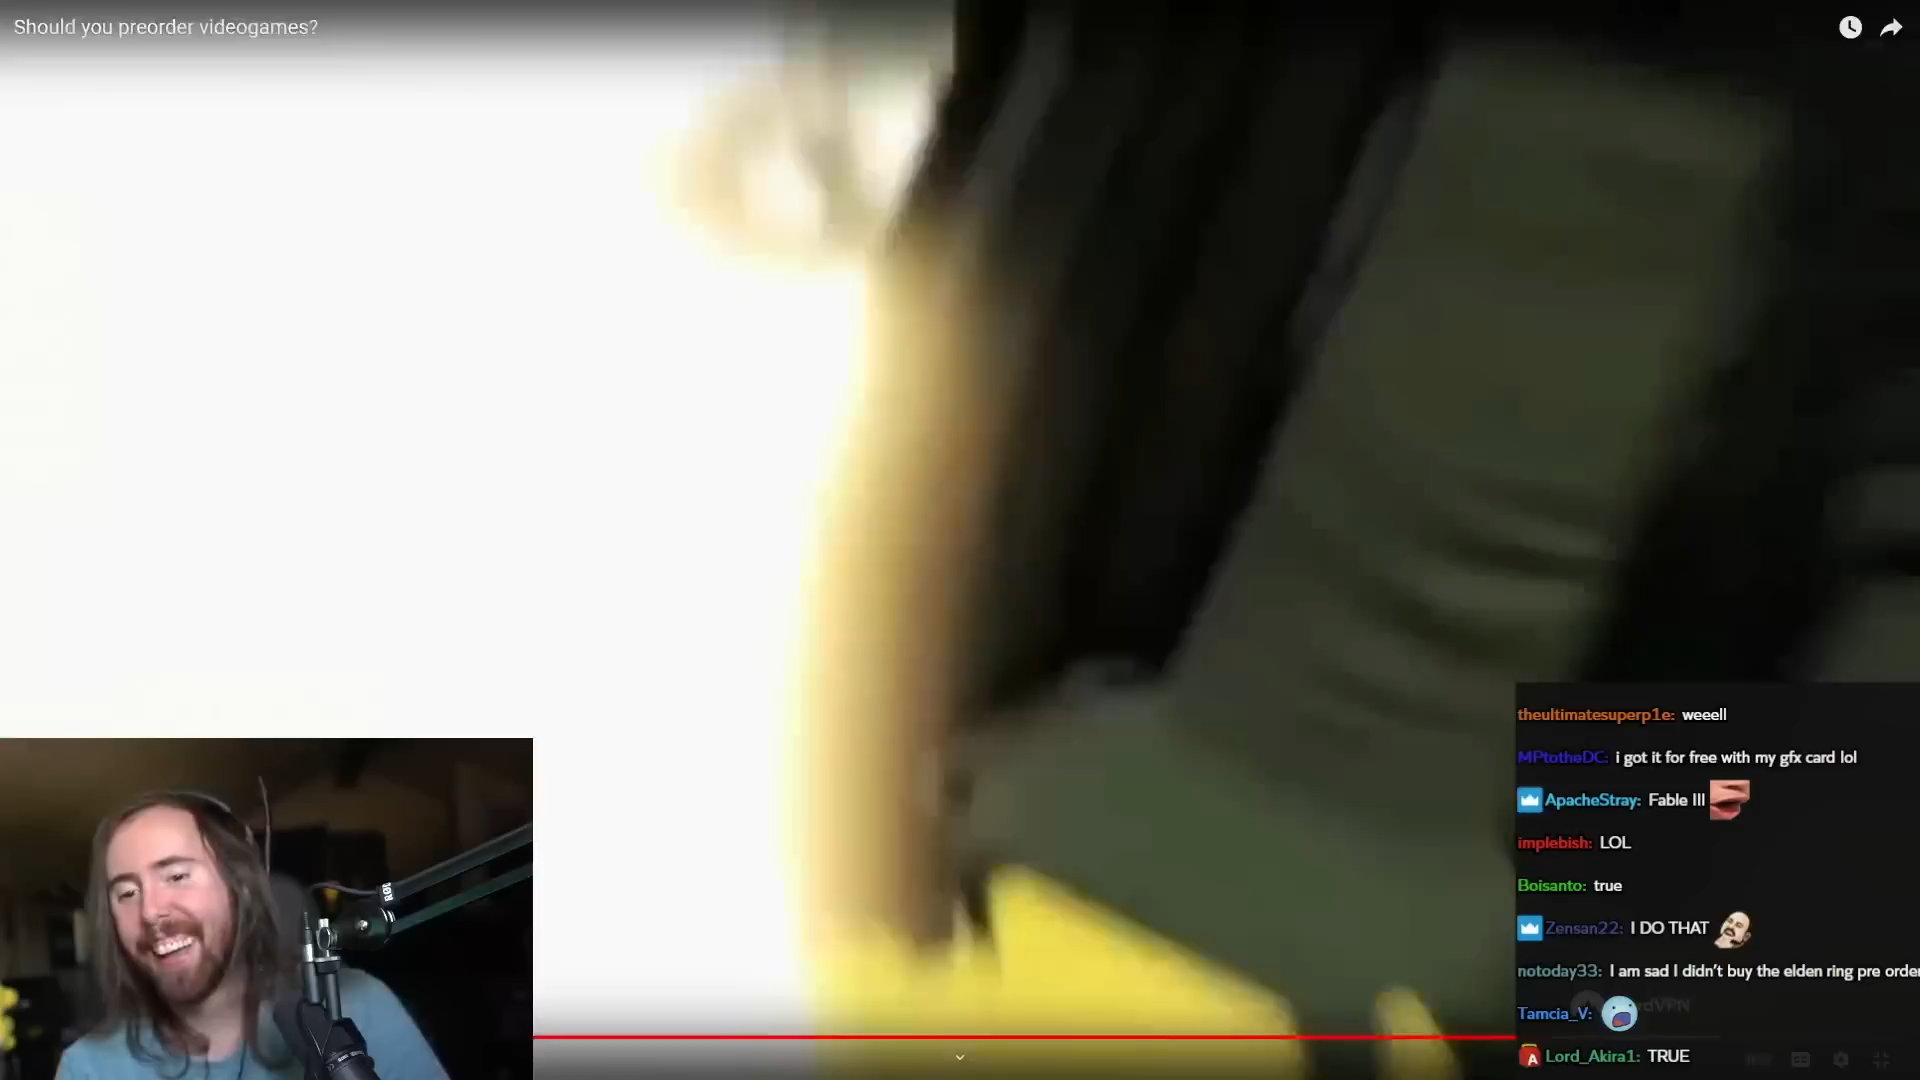 Should you preorder videogames?
theultimatesuperp1e: weeell
MPtotheDC: i got it for free with my gfx card lol
ApacheStray: Fable III
implebish: LOL
Boisanto: true
Zensan22: I DO THAT
notoday33: I am sad I didn't buy the elden ring pre order
Tamcia_V:
Lord_Akira1: TRUE